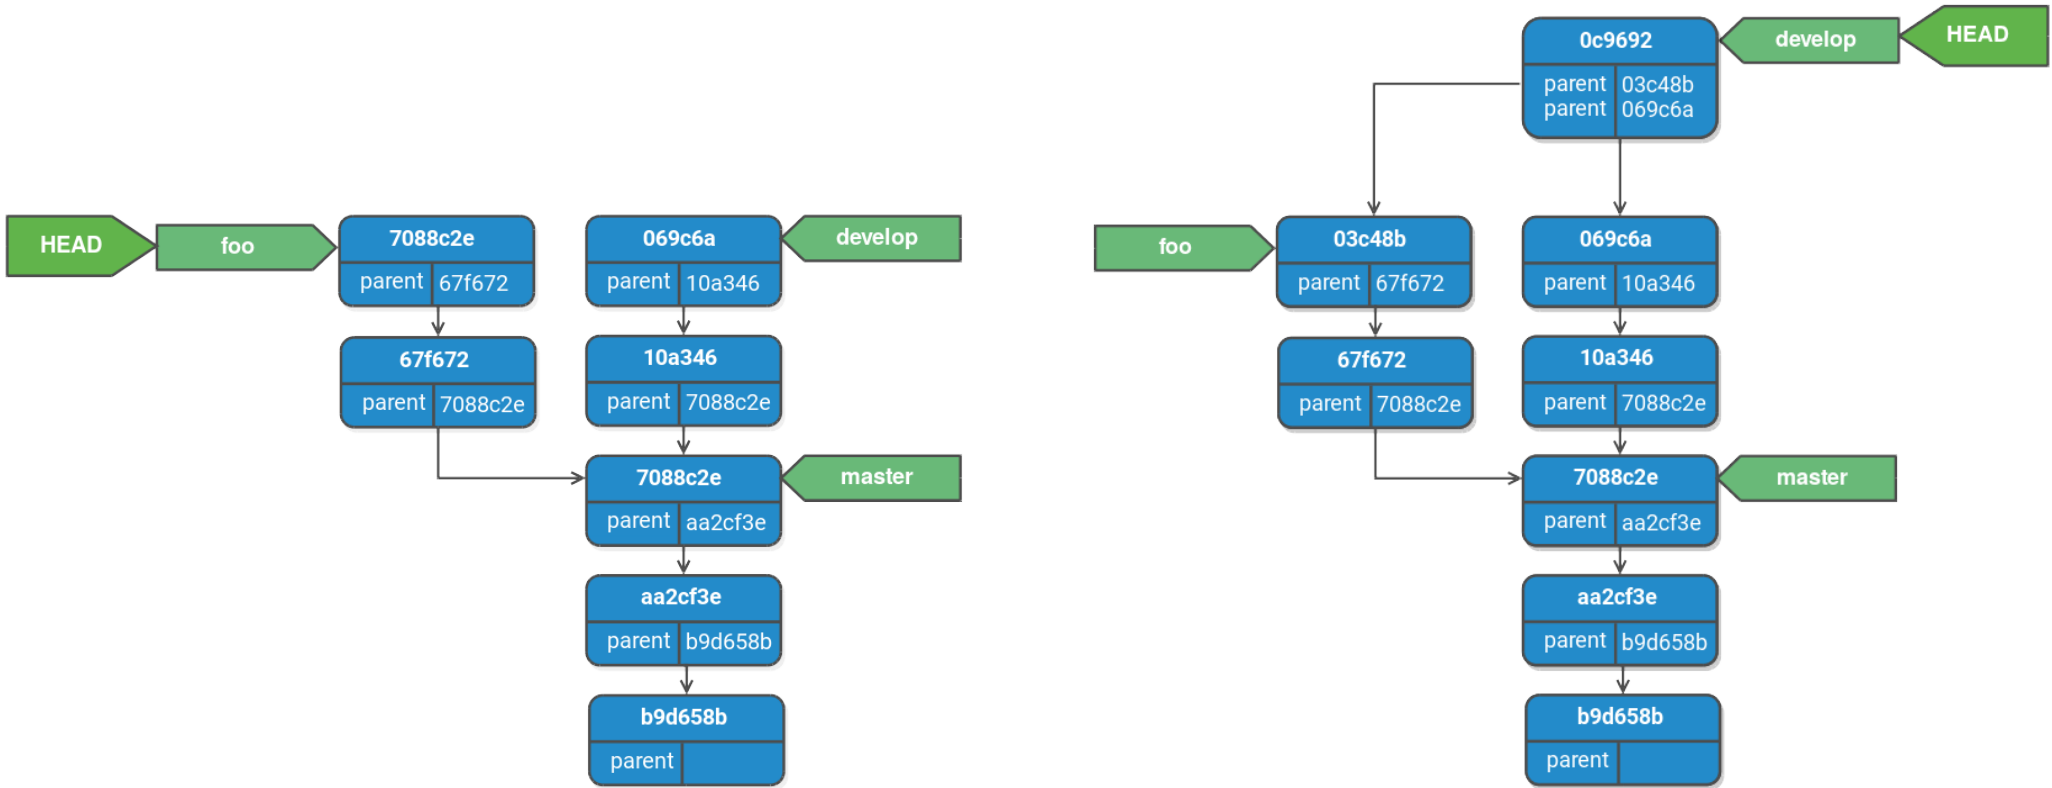 HEAD
foo
7088c2e
parent 67f672
67f672
parent 7088c2e
069c6a
parent 10a346
develop
10a346
parent 7088c2e
7088c2e
parent aa2cf3e
master
aa2cf3e
parent b9d658b
b9d658b
parent
0c9692
parent 03c48b
parent 069c6a
develop
HEAD
foo
03c48b
parent 67f672
67f672
parent 7088c2e
069c6a
parent 10a346
10a346
parent 7088c2e
7088c2e
parent aa2cf3e
master
aa2cf3e
parent b9d658b
b9d658b
parent